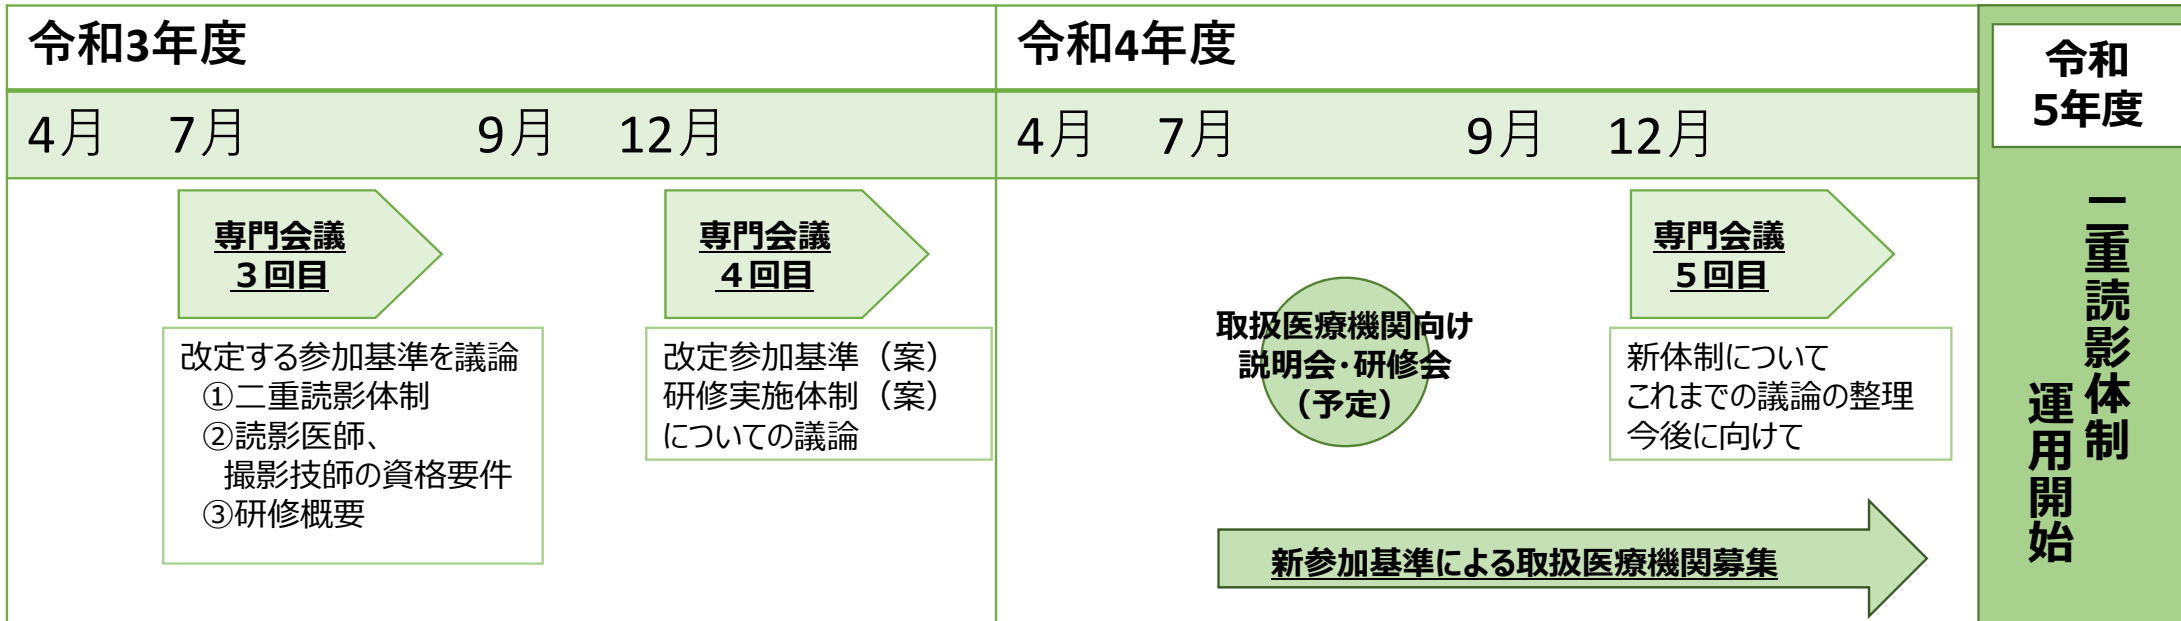 令和3年度
4月 7月 9月 12月
専門会議
３回目
改定する参加基準を議論
①二重読影体制
②読影医師、
撮影技師の資格要件
③研修概要
専門会議
４回目
改定参加基準（案）
研修実施体制（案）
についての議論
令和4年度
4月 7月 9月 12月
取扱医療機関向け
説明会・研修会
（予定）
専門会議
５回目
新体制について
これまでの議論の整理
今後に向けて
新参加基準による取扱医療機関募集
令和
5年度
二重読影体制
運用開始